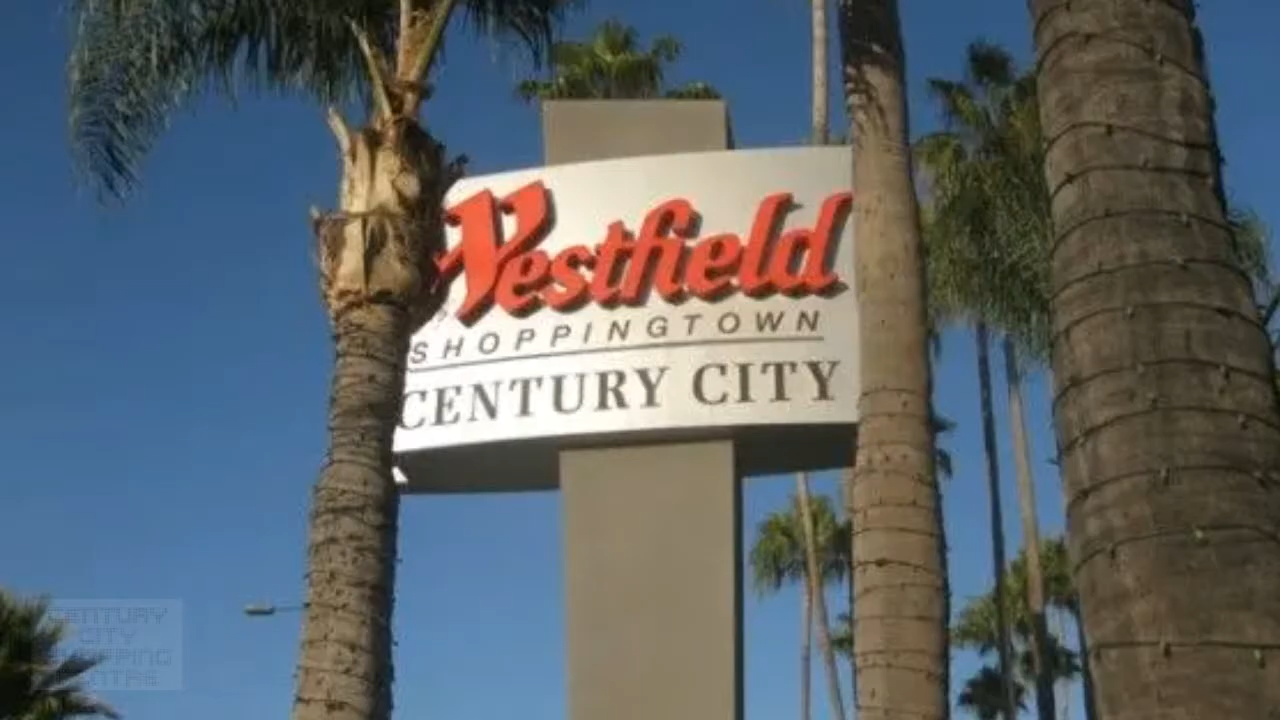 Westfield
SHOPPINGTOWN
CENTURY CITY
CENTURY
CITY
SHOPPING
CENTRE